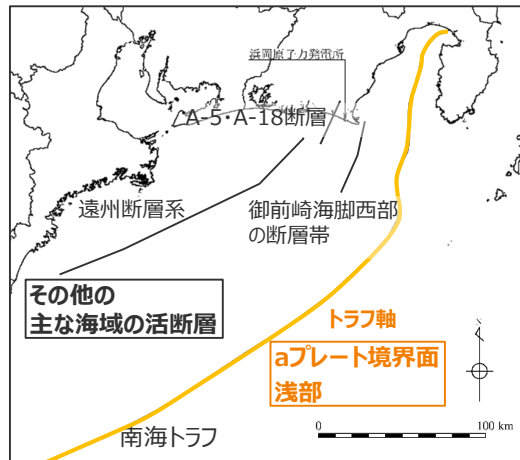 浜岡原子力発電所
A-5・A-18断層
遠州断層系
御前崎海脚西部
の断層帯
その他の
主な海域の活断層
トラフ軸
aプレート境界面
浅部
南海トラフ
S
0
100 km